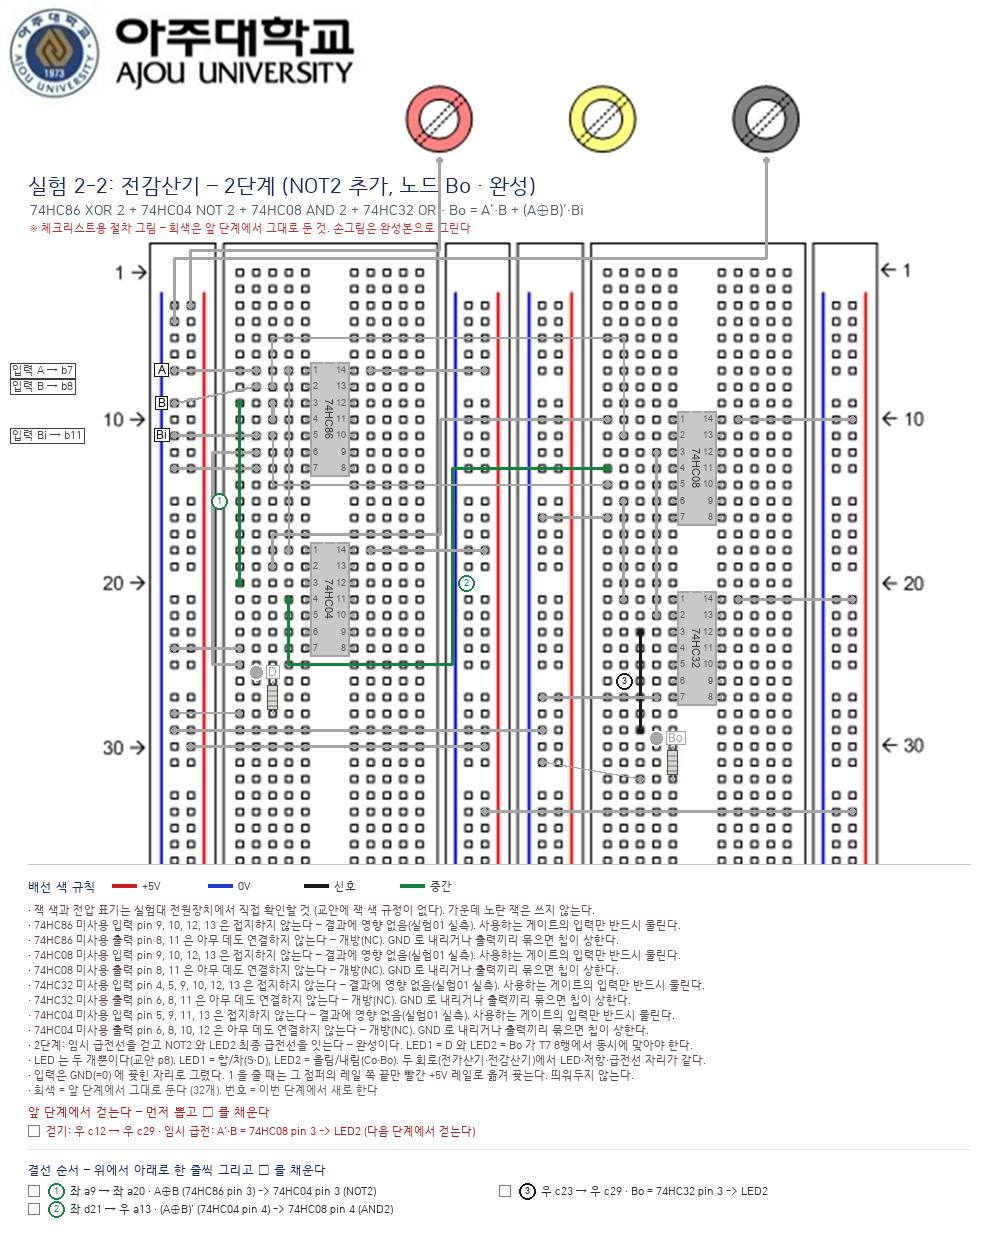 아주대학교
AJOU UNIVERSITY
1973
실험 2-2: 전감산기 – 2단계 (NOT2 추가, 노드 Bo · 완성)
74HC86 XOR 2 + 74HC04 NOT 2 + 74HC08 AND 2 + 74HC32 OR · Bo = A'·B + (A⊕B)'·Bi
※ 체크리스트용 절차 그림 – 회색은 앞 단계에서 그대로 둔 것. 손그림은 완성본으로 그린다
1 → ← 1
입력 A → b7
입력 B → b8
A
B
10 → ← 10
입력 Bi → b11
Bi
74HC86
74HC08
①
20 → ← 20
74HC04
②
74HC32
D
③
Bo
30 → ← 30
배선 색 규칙 +5V 0V 신호 중간
· 잭 색과 전압 표기는 실험대 전원장치에서 직접 확인할 것 (교안에 잭 색 규정이 없다). 가운데 노란 잭은 쓰지 않는다.
· 74HC86 미사용 입력 pin 9, 10, 12, 13 은 접지하지 않는다 – 결과에 영향 없음(실험01 실측). 사용하는 게이트의 입력만 반드시 물린다.
· 74HC86 미사용 출력 pin 8, 11 은 아무 데도 연결하지 않는다 – 개방(NC). GND 로 내리거나 출력끼리 묶으면 칩이 상한다.
· 74HC08 미사용 입력 pin 9, 10, 12, 13 은 접지하지 않는다 – 결과에 영향 없음(실험01 실측). 사용하는 게이트의 입력만 반드시 물린다.
· 74HC08 미사용 출력 pin 8, 11 은 아무 데도 연결하지 않는다 – 개방(NC). GND 로 내리거나 출력끼리 묶으면 칩이 상한다.
· 74HC32 미사용 입력 pin 4, 5, 9, 10, 12, 13 은 접지하지 않는다 – 결과에 영향 없음(실험01 실측). 사용하는 게이트의 입력만 반드시 물린다.
· 74HC32 미사용 출력 pin 6, 8, 11 은 아무 데도 연결하지 않는다 – 개방(NC). GND 로 내리거나 출력끼리 묶으면 칩이 상한다.
· 74HC04 미사용 입력 pin 5, 9, 11, 13 은 접지하지 않는다 – 결과에 영향 없음(실험01 실측). 사용하는 게이트의 입력만 반드시 물린다.
· 74HC04 미사용 출력 pin 6, 8, 10, 12 은 아무 데도 연결하지 않는다 – 개방(NC). GND 로 내리거나 출력끼리 묶으면 칩이 상한다.
· 2단계: 임시 급전선을 걷고 NOT2 와 LED2 최종 급전선을 잇는다 – 완성이다. LED1 = D 와 LED2 = Bo 가 T7 8행에서 동시에 맞아야 한다.
· LED 는 두 개뿐이다(교안 p8). LED1 = 합/차(S·D), LED2 = 올림/내림(Co·Bo). 두 회로(전가산기·전감산기)에서 LED·저항·급전선 자리가 같다.
· 입력은 GND(=0) 에 꽂힌 자리로 그렸다. 1 을 줄 때는 그 점퍼의 레일 쪽 끝만 빨간 +5V 레일로 옮겨 꽂는다. 띄워두지 않는다.
· 회색 = 앞 단계에서 그대로 둔다 (32개). 번호 = 이번 단계에서 새로 한다
앞 단계에서 걷는다 – 먼저 뽑고 □ 를 채운다
□ 걷기: 우 c12 → 우 c29 · 임시 급전: A'·B = 74HC08 pin 3 -> LED2 (다음 단계에서 걷는다)
결선 순서 – 위에서 아래로 한 줄씩 그리고 □ 를 채운다
□ ① 좌 a9 → 좌 a20 · A⊕B (74HC86 pin 3) -> 74HC04 pin 3 (NOT2)
□ ② 좌 d21 → 우 a13 · (A⊕B)' (74HC04 pin 4) -> 74HC08 pin 4 (AND2)
□ ③ 우 c23 → 우 c29 · Bo = 74HC32 pin 3 -> LED2